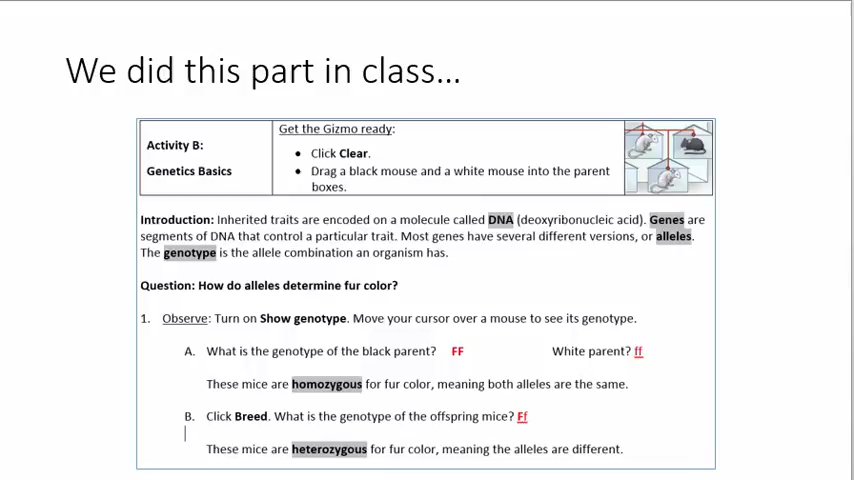 We did this part in class...
Activity B:
Genetics Basics
Get the Gizmo ready:
• Click Clear.
• Drag a black mouse and a white mouse into the parent
boxes.
Introduction: Inherited traits are encoded on a molecule called DNA (deoxyribonucleic acid). Genes are
segments of DNA that control a particular trait. Most genes have several different versions, or alleles.
The genotype is the allele combination an organism has.
Question: How do alleles determine fur color?
1. Observe: Turn on Show genotype. Move your cursor over a mouse to see its genotype.
A. What is the genotype of the black parent? FF White parent? ff
These mice are homozygous for fur color, meaning both alleles are the same.
B. Click Breed. What is the genotype of the offspring mice? Ff
These mice are heterozygous for fur color, meaning the alleles are different.